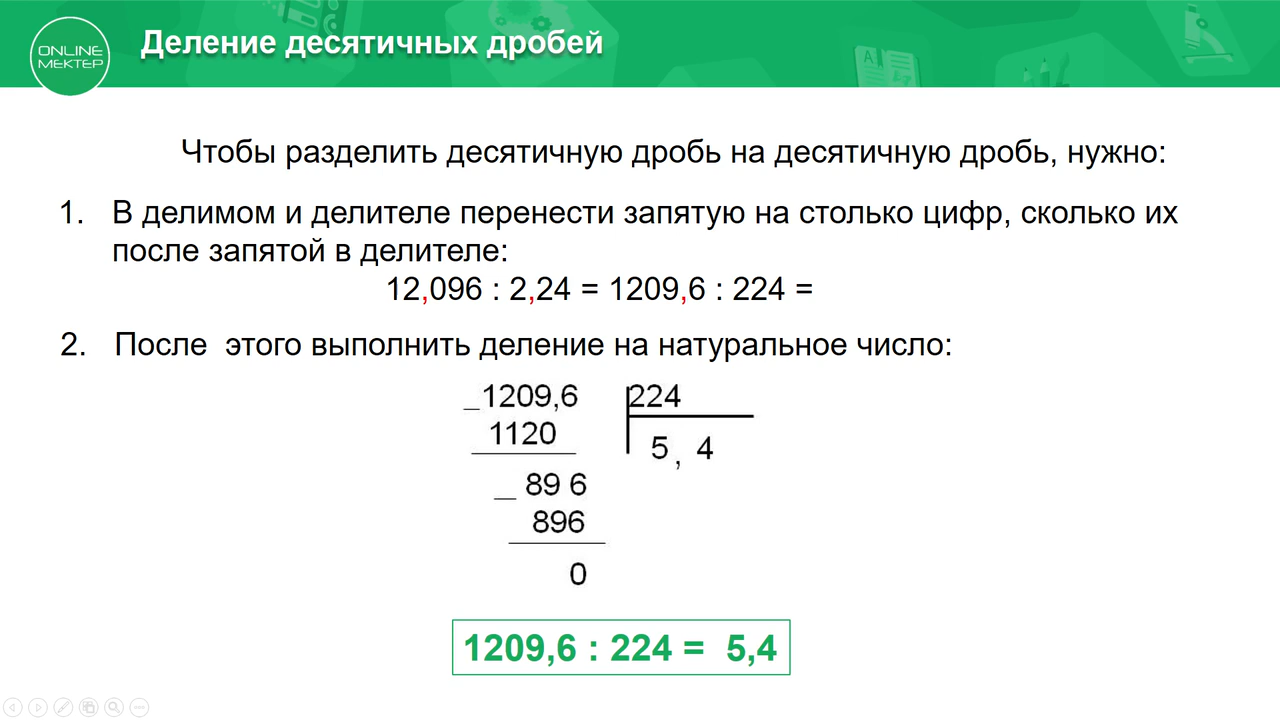 ONLINE
МЕКТЕР
Деление десятичных дробей
Чтобы разделить десятичную дробь на десятичную дробь, нужно:
1. В делимом и делителе перенести запятую на столько цифр, сколько их
после запятой в делителе:
12,096 : 2,24 = 1209,6 : 224 =
2. После этого выполнить деление на натуральное число:
_1209,6 224
1120
5, 4
_ 89 6
896
0
1209,6 : 224 = 5,4